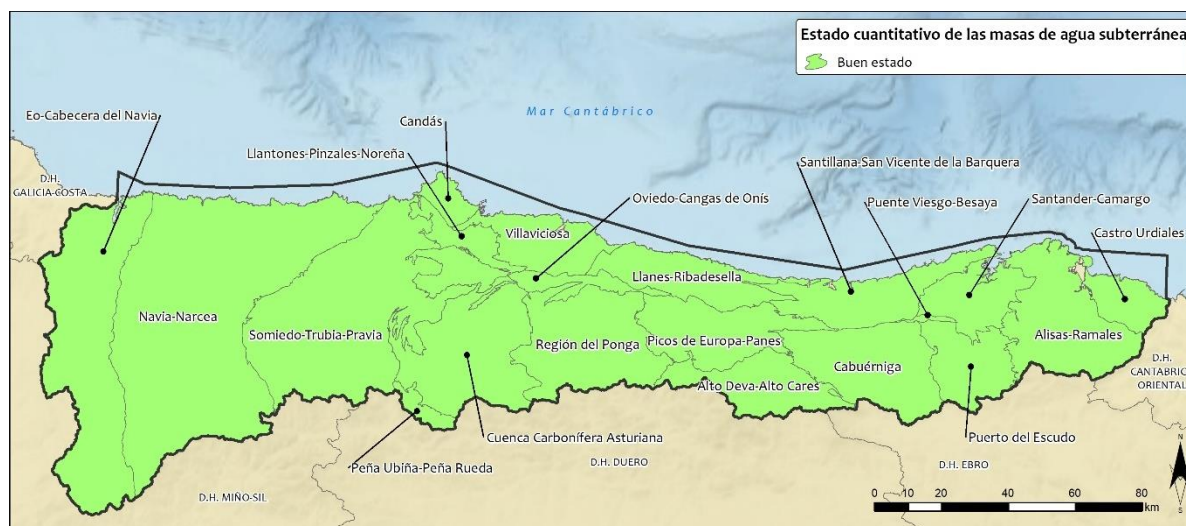 Estado cuantitativo de las masas de agua subterránea
Buen estado
Mar Cantábrico
Eo-Cabecera del Navia
Candás
Llantones-Pinzales-Noreña
Santillana-San Vicente de la Barquera
D.H.
GALICIA-COSTA
Oviedo-Cangas de Onís
Puente Viesgo-Besaya
Santander-Camargo
Castro Urdiales
Villaviciosa
Llanes-Ribadesella
Navia-Narcea
Somiedo-Trubia-Pravia
Región del Ponga
Picos de Europa-Panes
Alisas-Ramales
Cabuérniga
Alto Deva-Alto Cares
D.H.
CANTÁBRICO
ORIENTAL
Cuenca Carbonífera Asturiana
Puerto del Escudo
Peña Ubiña-Peña Rueda
D.H. DUERO
D.H. EBRO
D.H. MIÑO-SIL
N
S
0 10 20 40 60 80
km